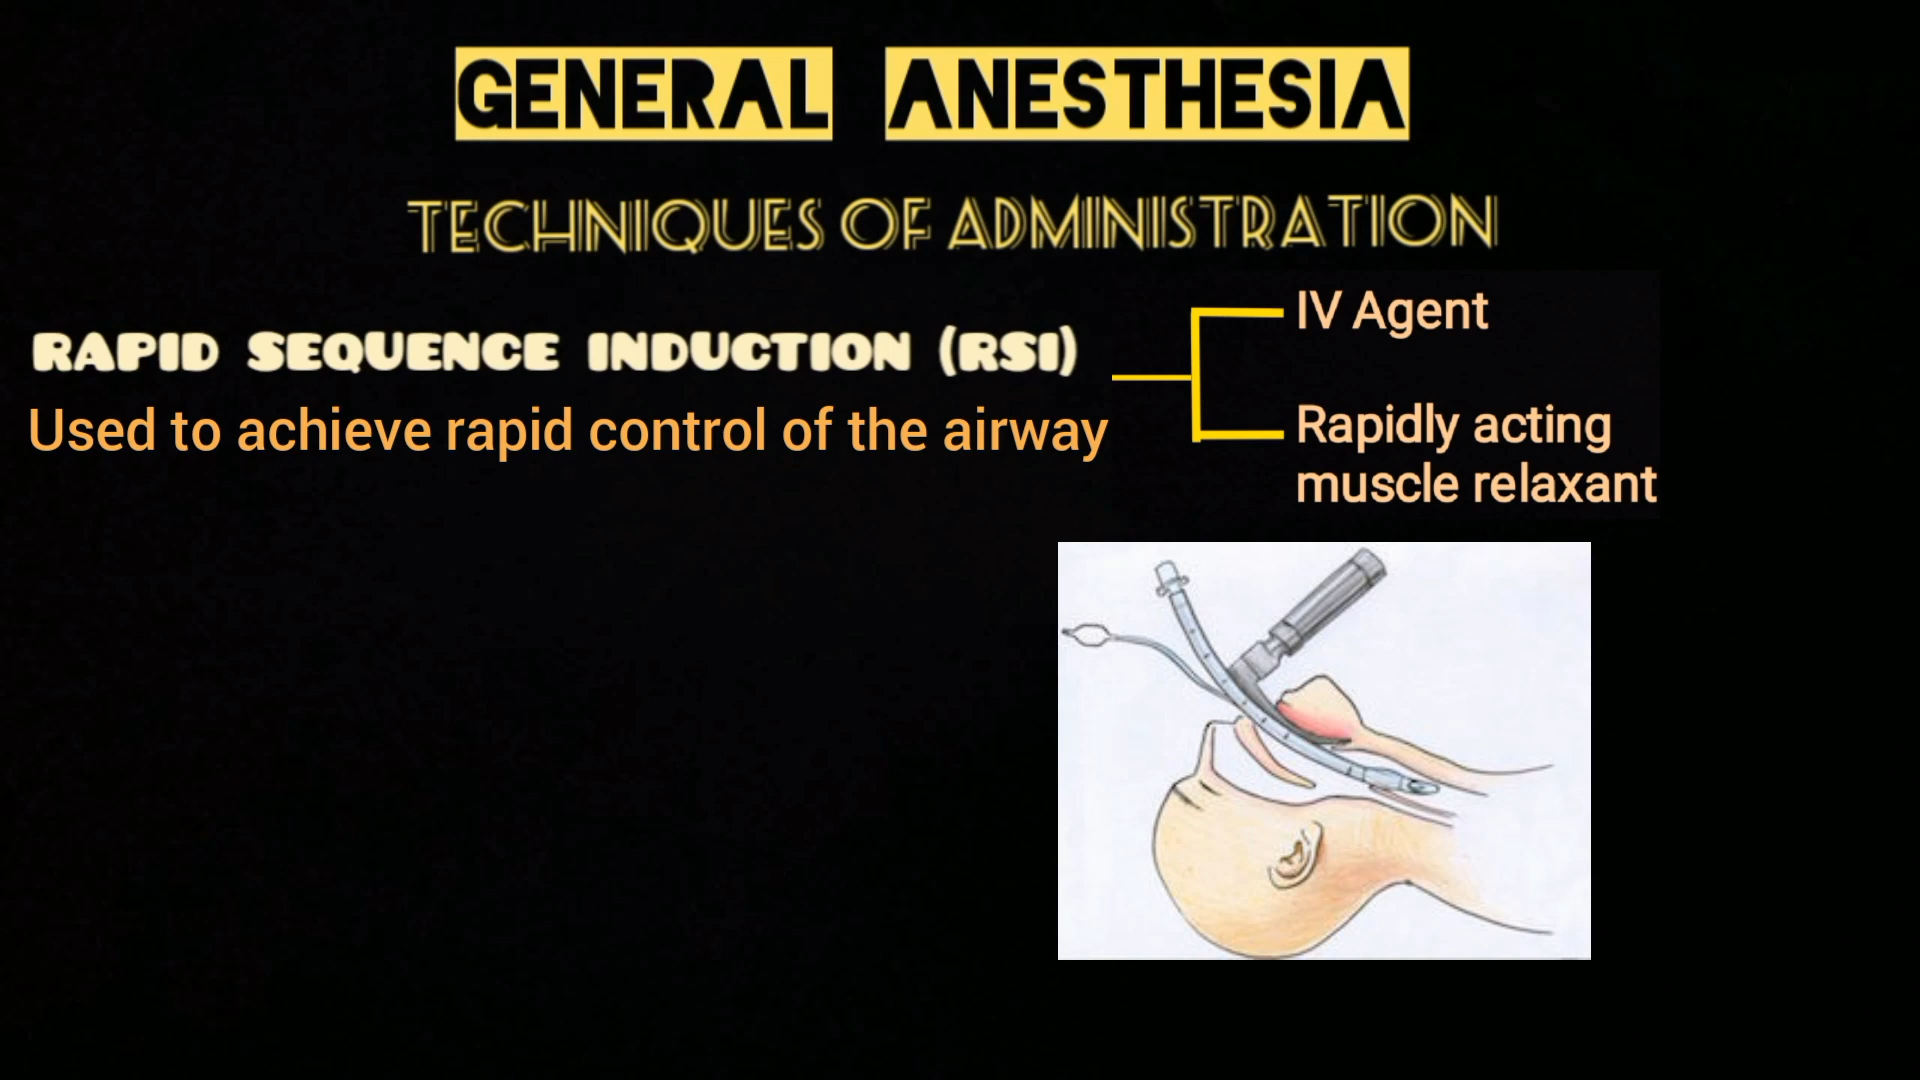 GENERAL ANESTHESIA
TECHNIQUES OF ADMINISTRATION
RAPID SEQUENCE INDUCTION (RSI)
Used to achieve rapid control of the airway
IV Agent
Rapidly acting
muscle relaxant